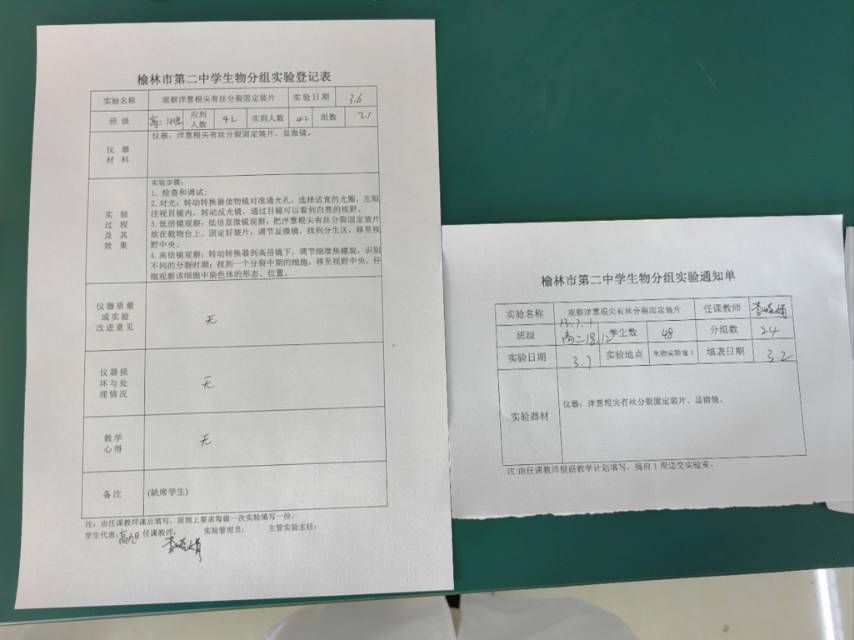 榆林市第二中学生物分组实验登记表
实验名称 观察洋葱根尖有丝分裂固定装片 实验日期 3.6
班级 高二 应到人数 42 实到人数 42 组数 21
仪器材料 仪器：洋葱根尖有丝分裂固定装片、显微镜。
实验过程及其效果 实验步骤：
1. 检查和调试：
2. 对光：转动转换器使物镜对准通光孔，选择适宜的光圈，左眼
注视目镜内，转动反光镜，通过目镜可以看到白亮的视野。
3. 低倍镜观察：低倍显微镜观察，把洋葱根尖有丝分裂固定装片
放在载物台上，固定好装片；调节显微镜，找到分生区，移至视
野中央。
4. 高倍镜观察：转动转换器到高倍镜下，调节细准焦螺旋，识别
不同的分裂时期；找到一个分裂中期的细胞，移至视野中央，仔
细观察该细胞中染色体的形态、位置。
仪器质量或实验改进意见 无
仪器损坏与处理情况 无
教学心得 无
备注 (缺席学生)
注：由任课教师课后填写，原则上要求每做一次实验填写一份。
学生代表： 任课教师： 实验管理员： 主管实验主任：
榆林市第二中学生物分组实验通知单
实验名称 观察洋葱根尖有丝分裂固定装片 任课教师
班级 高二18.12 学生数 48 分组数 24
实验日期 3.7 实验地点 生物实验室1 填表日期 3.2
实验器材 仪器：洋葱根尖有丝分裂固定装片、显微镜。
注:由任课教师根据教学计划填写，提前1周送交实验室。